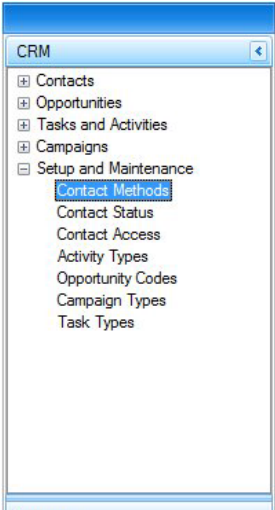 CRM
Contacts
Opportunities
Tasks and Activities
Campaigns
Setup and Maintenance
Contact Methods
Contact Status
Contact Access
Activity Types
Opportunity Codes
Campaign Types
Task Types